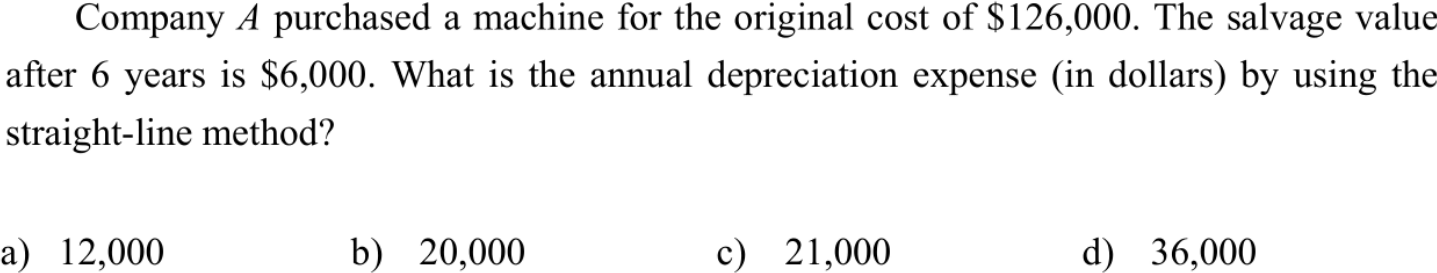 Company A purchased a machine for the original cost of $126,000. The salvage value
after 6 years is $6,000. What is the annual depreciation expense (in dollars) by using the
straight-line method?
a) 12,000 b) 20,000 c) 21,000 d) 36,000